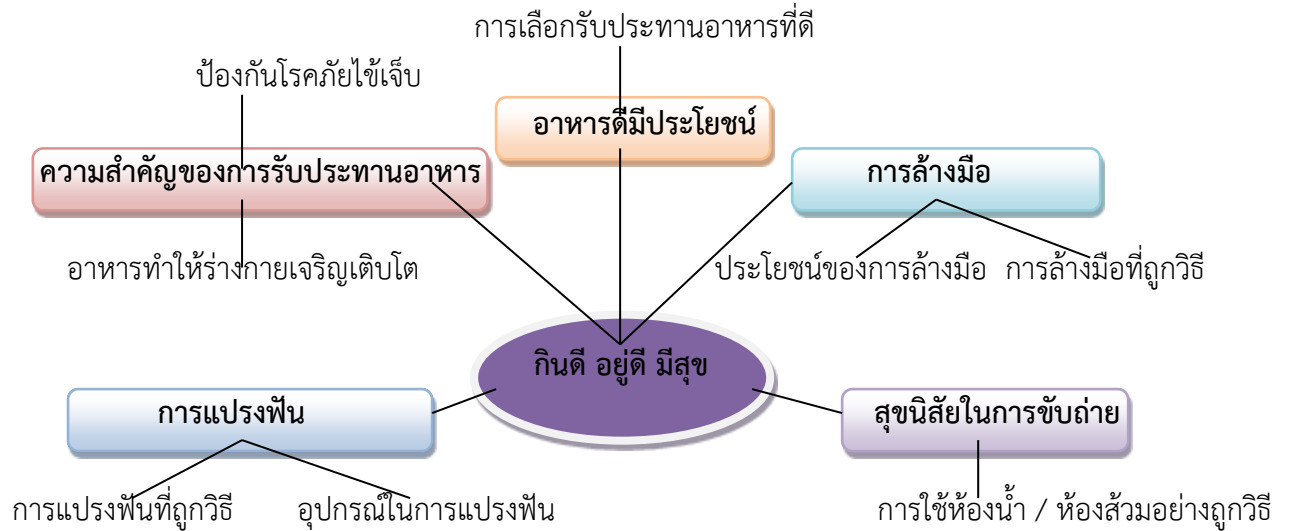 การเลือกรับประทานอาหารที่ดี
ป้องกันโรคภัยไข้เจ็บ
อาหารดีมีประโยชน์
ความสำคัญของการรับประทานอาหาร
การล้างมือ
อาหารทำให้ร่างกายเจริญเติบโต
ประโยชน์ของการล้างมือ การล้างมือที่ถูกวิธี
กินดี อยู่ดี มีสุข
การแปรงฟัน
สุขนิสัยในการขับถ่าย
การแปรงฟันที่ถูกวิธี อุปกรณ์ในการแปรงฟัน
การใช้ห้องน้ำ / ห้องส้วมอย่างถูกวิธี